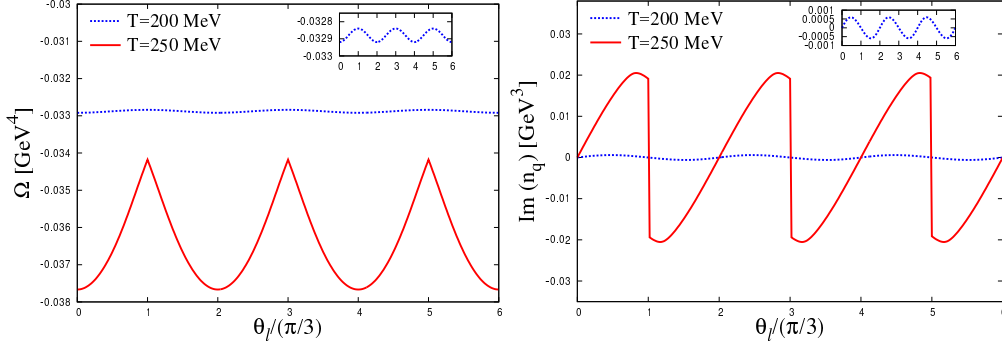 -0.03
-0.031
-0.032
-0.033
-0.034
-0.035
-0.036
-0.037
-0.038
Ω [GeV⁴]
T=200 MeV
T=250 MeV
-0.0328
-0.0329
-0.033
0 1 2 3 4 5 6
0 1 2 3 4 5 6
θₗ/(π/3)
0.03
0.02
0.01
0
-0.01
-0.02
-0.03
Im (n_q) [GeV³]
T=200 MeV
T=250 MeV
0.001
0.0005
0
-0.0005
-0.001
0 1 2 3 4 5 6
0 1 2 3 4 5 6
θₗ/(π/3)